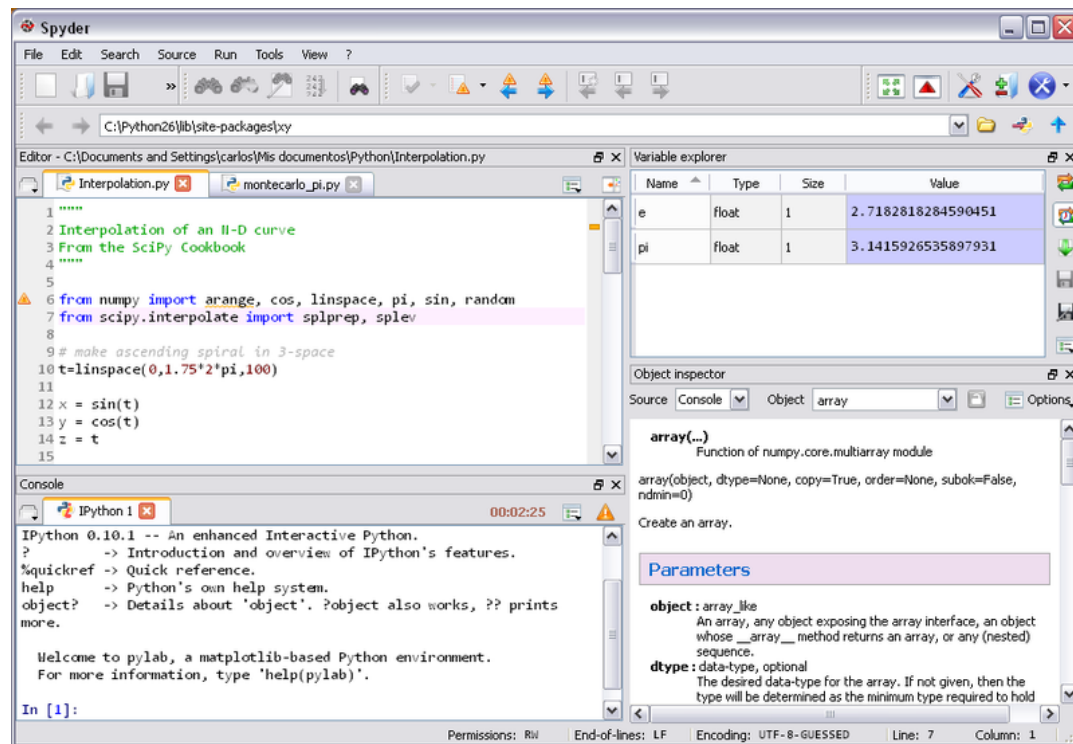 Spyder
File Edit Search Source Run Tools View ?
C:\Python26\lib\site-packages\xy
Editor - C:\Documents and Settings\carlos\Mis documentos\Python\Interpolation.py
Interpolation.py montecarlo_pi.py
1 """
2 Interpolation of an N-D curve
3 From the SciPy Cookbook
4 """
5
6 from numpy import arange, cos, linspace, pi, sin, random
7 from scipy.interpolate import splprep, splev
8
9 # make ascending spiral in 3-space
10 t=linspace(0,1.75*2*pi,100)
11
12 x = sin(t)
13 y = cos(t)
14 z = t
15
Console
IPython 1 00:02:25
IPython 0.10.1 -- An enhanced Interactive Python.
? -> Introduction and overview of IPython's features.
%quickref -> Quick reference.
help -> Python's own help system.
object? -> Details about 'object'. ?object also works, ?? prints
more.
Welcome to pylab, a matplotlib-based Python environment.
For more information, type 'help(pylab)'.
In [1]:
Variable explorer
Name Type Size Value
e float 1 2.7182818284590451
pi float 1 3.1415926535897931
Object inspector
Source Console Object array Options
array(...)
Function of numpy.core.multiarray module
array(object, dtype=None, copy=True, order=None, subok=False,
ndmin=0)
Create an array.
Parameters
object : array_like
An array, any object exposing the array interface, an object
whose __array__ method returns an array, or any (nested)
sequence.
dtype : data-type, optional
The desired data-type for the array. If not given, then the
type will be determined as the minimum type required to hold
Permissions: RW End-of-lines: LF Encoding: UTF-8-GUESSED Line: 7 Column: 1